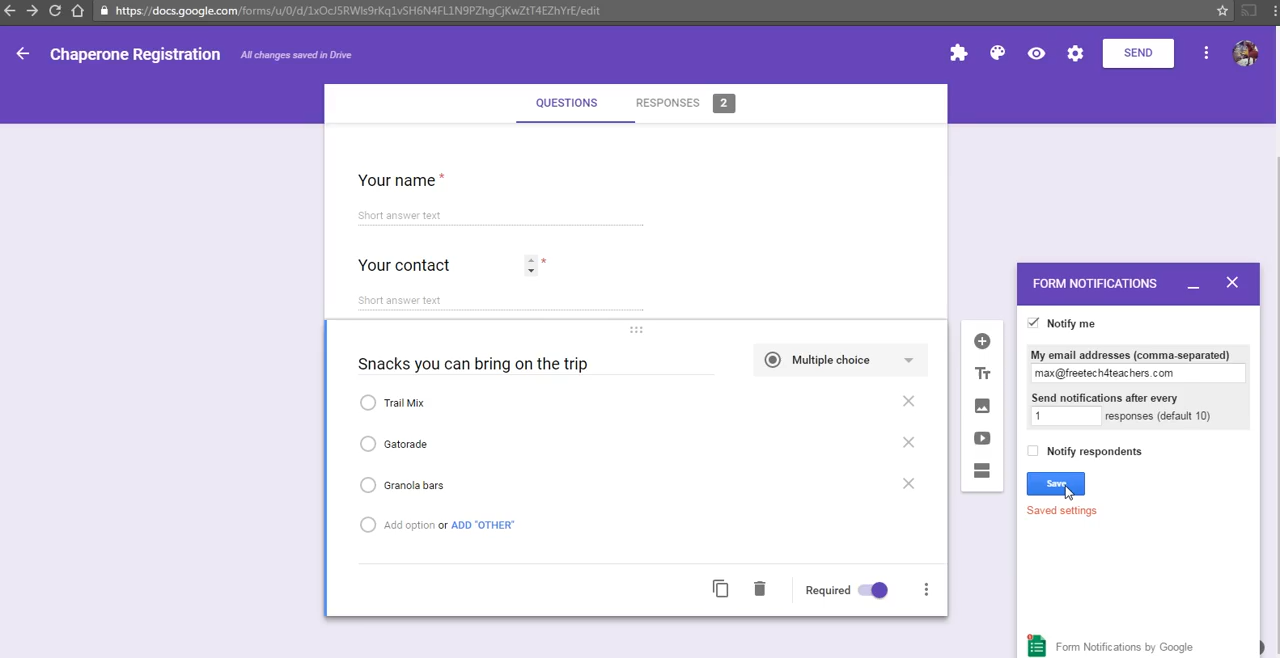 https://docs.google.com/forms/u/0/d/1xOcJ5RWls9rKq1vSH6N4FL1N9PZhgCjKwZtT4EZhYrE/edit
Chaperone Registration
All changes saved in Drive
SEND
QUESTIONS
RESPONSES 2
Your name *
Short answer text
Your contact *
Short answer text
Snacks you can bring on the trip
Multiple choice
Trail Mix
Gatorade
Granola bars
Add option or ADD "OTHER"
Required
FORM NOTIFICATIONS
Notify me
My email addresses (comma-separated)
max@freetech4teachers.com
Send notifications after every
1 responses (default 10)
Notify respondents
Save
Saved settings
Form Notifications by Google